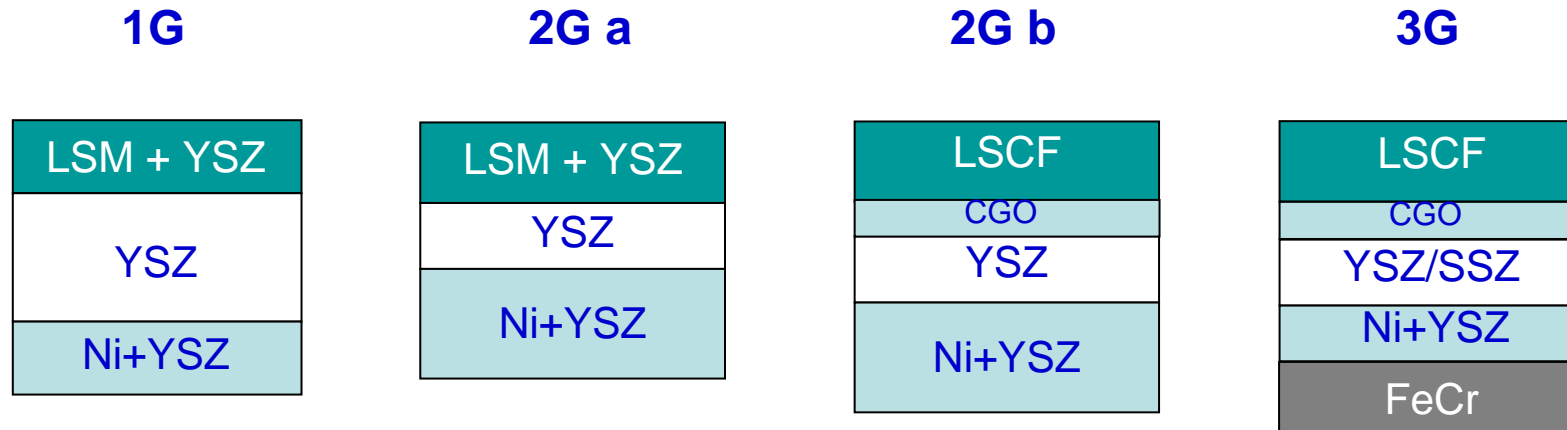 1G
LSM + YSZ
YSZ
Ni+YSZ
2G a
LSM + YSZ
YSZ
Ni+YSZ
2G b
LSCF
CGO
YSZ
Ni+YSZ
3G
LSCF
CGO
YSZ/SSZ
Ni+YSZ
FeCr